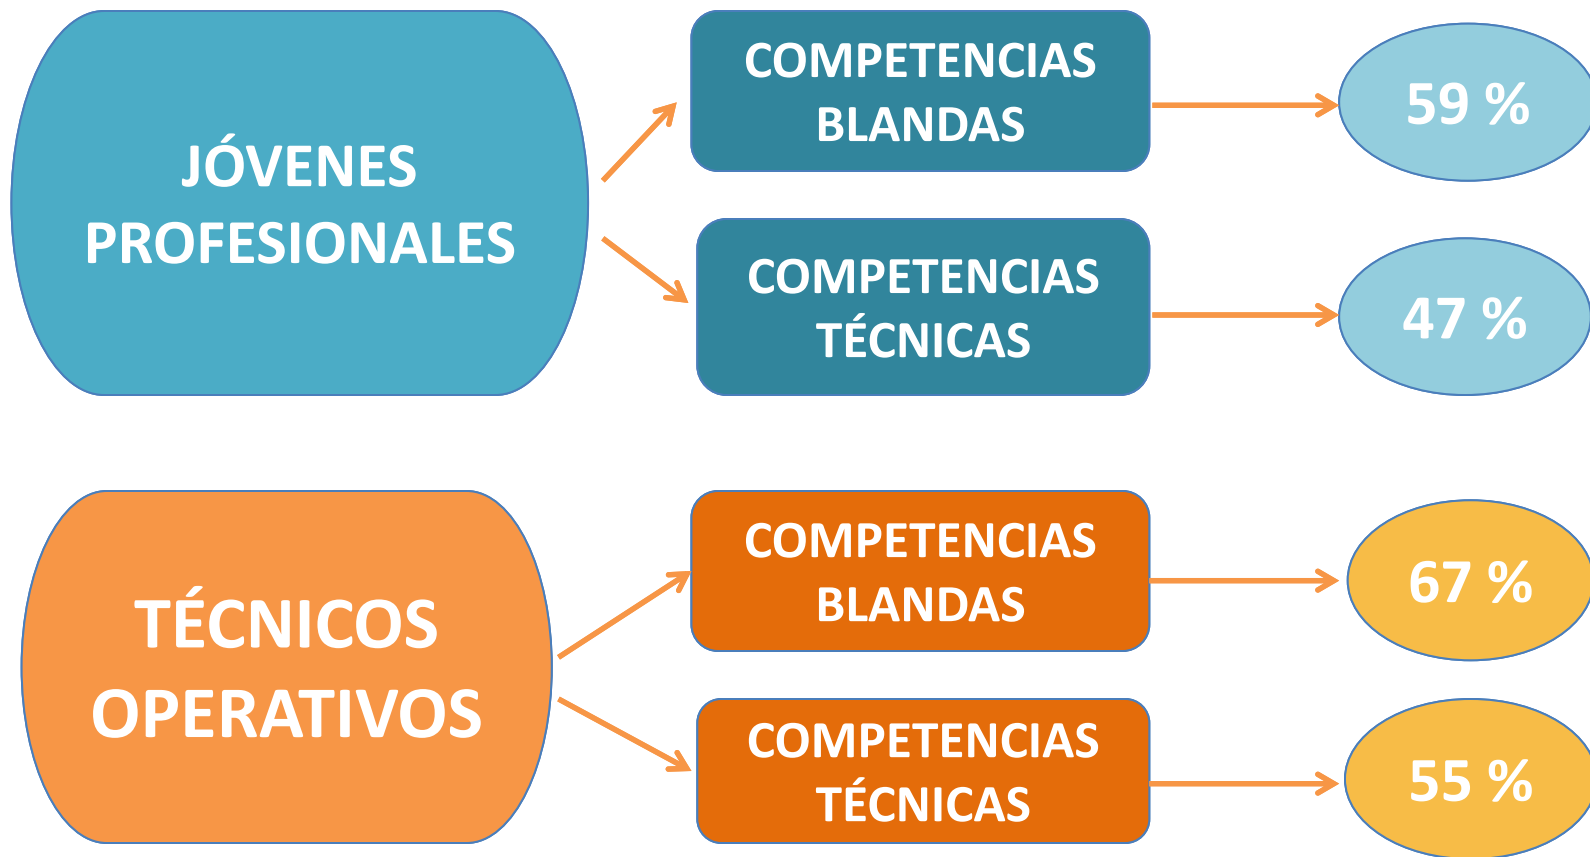 JÓVENES
PROFESIONALES
COMPETENCIAS
BLANDAS
59 %
COMPETENCIAS
TÉCNICAS
47 %
TÉCNICOS
OPERATIVOS
COMPETENCIAS
BLANDAS
67 %
COMPETENCIAS
TÉCNICAS
55 %